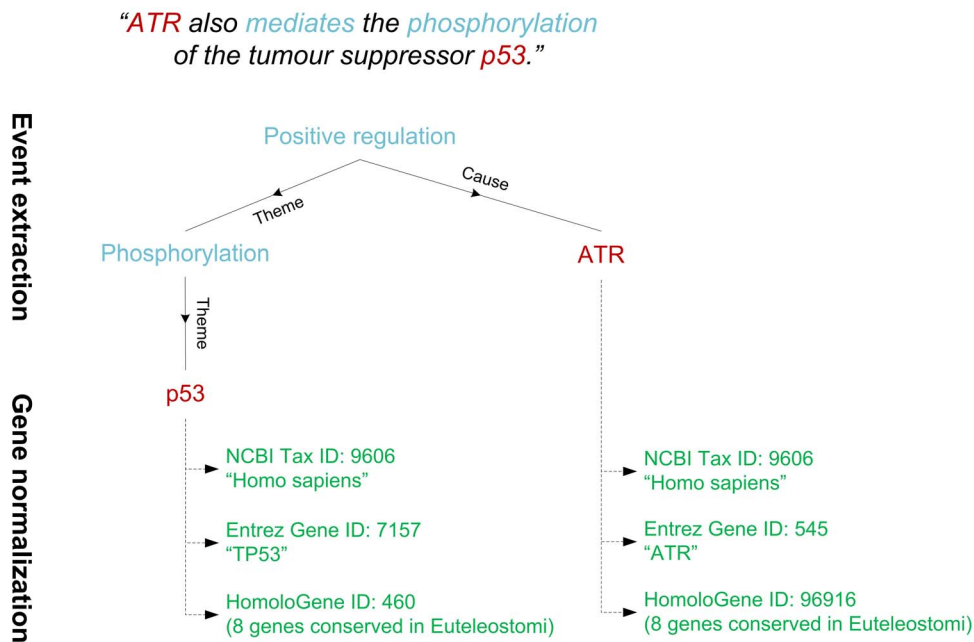 “ATR also mediates the phosphorylation
of the tumour suppressor p53.”
Event extraction
Positive regulation
Theme
Cause
Phosphorylation
ATR
Theme
p53
Gene normalization
NCBI Tax ID: 9606
“Homo sapiens”
Entrez Gene ID: 7157
“TP53”
HomoloGene ID: 460
(8 genes conserved in Euteleostomi)
NCBI Tax ID: 9606
“Homo sapiens”
Entrez Gene ID: 545
“ATR”
HomoloGene ID: 96916
(8 genes conserved in Euteleostomi)